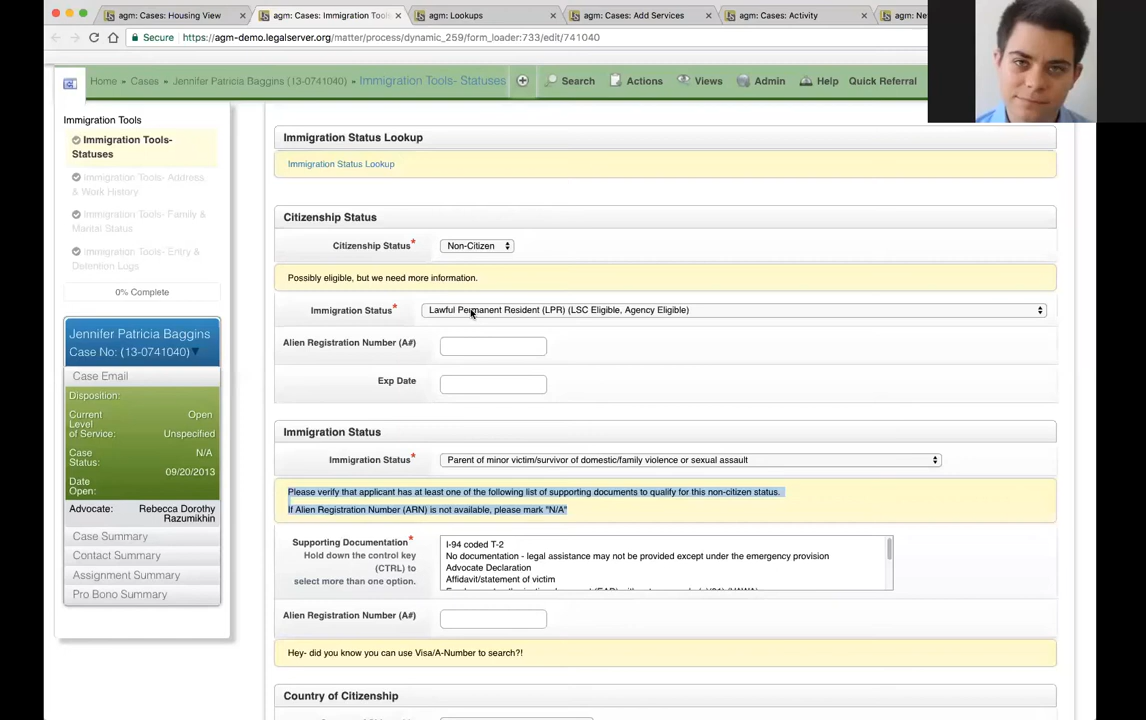 agm: Cases: Housing View
agm: Cases: Immigration Tools
agm: Lookups
agm: Cases: Add Services
agm: Cases: Activity
agm: Ne
Secure
https://agm-demo.legalserver.org/matter/process/dynamic_259/form_loader:733/edit/741040
Home » Cases » Jennifer Patricia Baggins (13-0741040) » Immigration Tools- Statuses
Search
Actions
Views
Admin
Help
Quick Referral
Immigration Tools
Immigration Tools-
Statuses
Immigration Tools- Address
& Work History
Immigration Tools- Family &
Marital Status
Immigration Tools- Entry &
Detention Logs
0% Complete
Jennifer Patricia Baggins
Case No: (13-0741040)
Case Email
Disposition:
Open
Current
Level
of Service:
Unspecified
Case
Status:
N/A
Date
Open:
09/20/2013
Advocate:
Rebecca Dorothy
Razumikhin
Case Summary
Contact Summary
Assignment Summary
Pro Bono Summary
Immigration Status Lookup
Immigration Status Lookup
Citizenship Status
Citizenship Status*
Non-Citizen
Possibly eligible, but we need more information.
Immigration Status*
Lawful Permanent Resident (LPR) (LSC Eligible, Agency Eligible)
Alien Registration Number (A#)
Exp Date
Immigration Status
Immigration Status*
Parent of minor victim/survivor of domestic/family violence or sexual assault
Please verify that applicant has at least one of the following list of supporting documents to qualify for this non-citizen status.
If Alien Registration Number (ARN) is not available, please mark "N/A"
Supporting Documentation*
Hold down the control key
(CTRL) to
select more than one option.
I-94 coded T-2
No documentation - legal assistance may not be provided except under the emergency provision
Advocate Declaration
Affidavit/statement of victim
Alien Registration Number (A#)
Hey- did you know you can use Visa/A-Number to search?!
Country of Citizenship